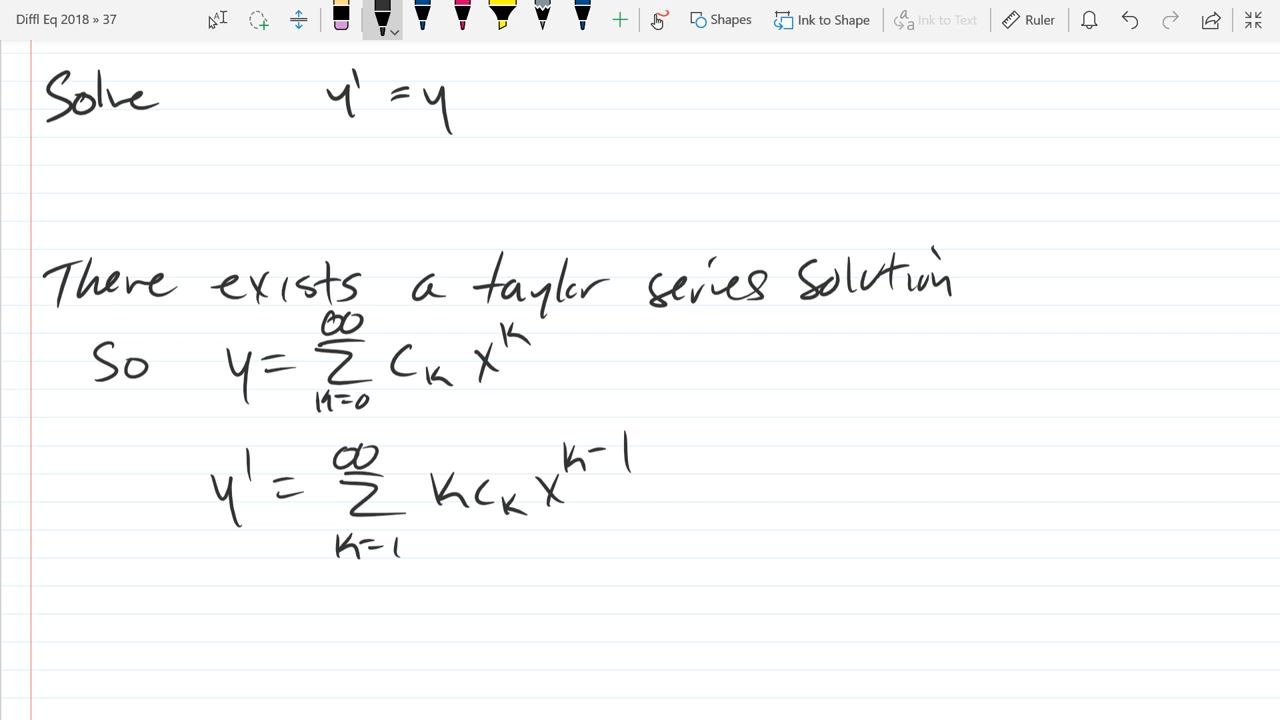 Diffl Eq 2018 » 37 Shapes Ink to Shape Ink to Text Ruler
Solve y' = y
There exists a taylor series solution
So y = ∞ Σ k=0 c_k x^k
y' = ∞ Σ k=1 k c_k x^{k-1}